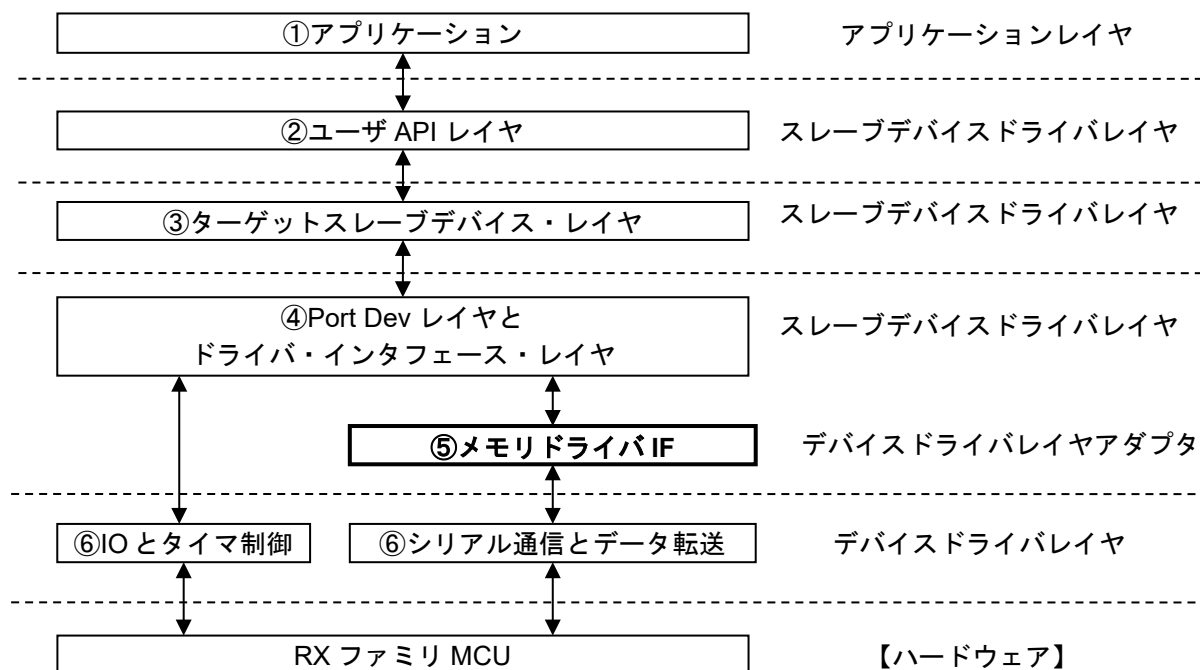 ①アプリケーション アプリケーションレイヤ
②ユーザ API レイヤ スレーブデバイスドライバレイヤ
③ターゲットスレーブデバイス・レイヤ スレーブデバイスドライバレイヤ
④Port Dev レイヤと
ドライバ・インタフェース・レイヤ スレーブデバイスドライバレイヤ
⑤メモリドライバ IF デバイスドライバレイヤアダプタ
⑥IO とタイマ制御 ⑥シリアル通信とデータ転送 デバイスドライバレイヤ
RX ファミリ MCU 【ハードウェア】